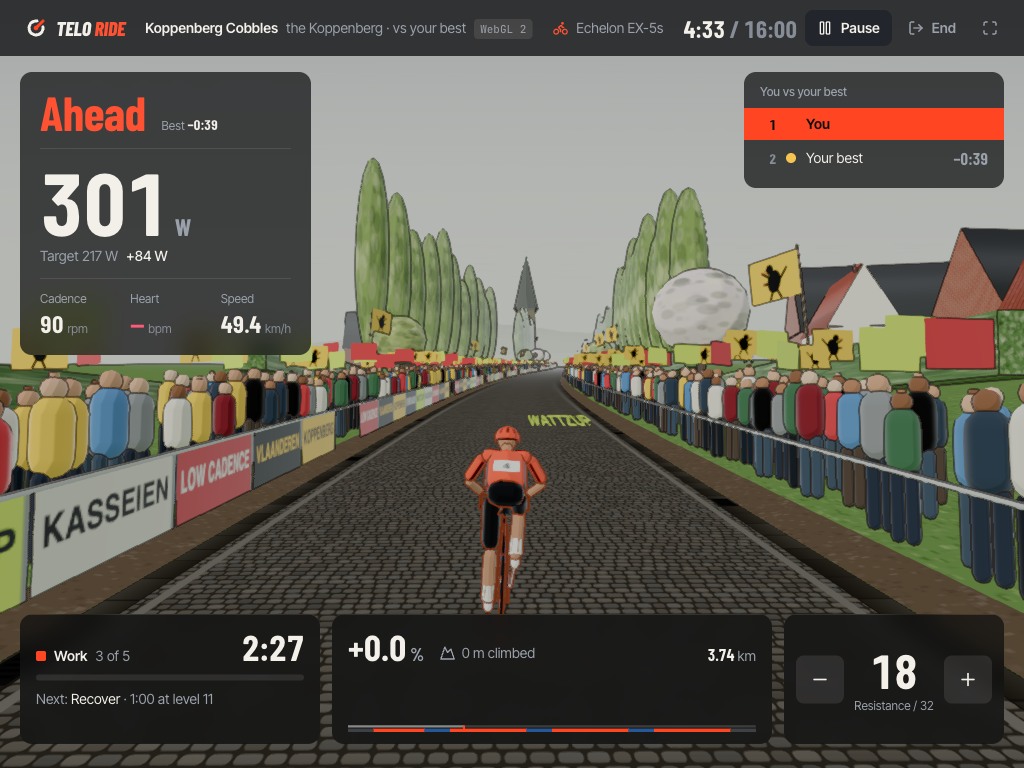 TELO RIDE
Koppenberg Cobbles the Koppenberg · vs your best WebGL 2
Echelon EX-5s
4:33 / 16:00
Pause
End
Ahead Best −0:39
301 W
Target 217 W +84 W
Cadence Heart Speed
90 rpm — bpm 49.4 km/h
You vs your best
1 You
2 Your best −0:39
WATTZUP
KASSEIEN
LOW CADENCE
VLAANDEREN
KOPPENBERG
Work 3 of 5 2:27
Next: Recover · 1:00 at level 11
+0.0 % 0 m climbed 3.74 km
− 18 +
Resistance / 32